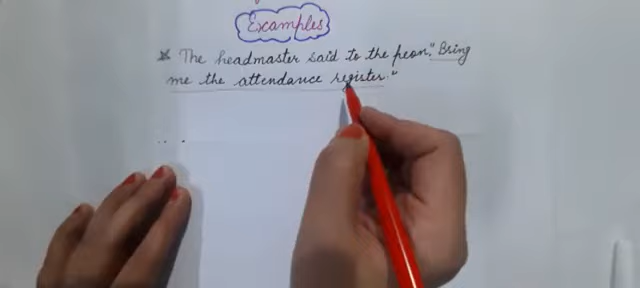 Examples
* The headmaster said to the peon, "Bring
me the attendance register."